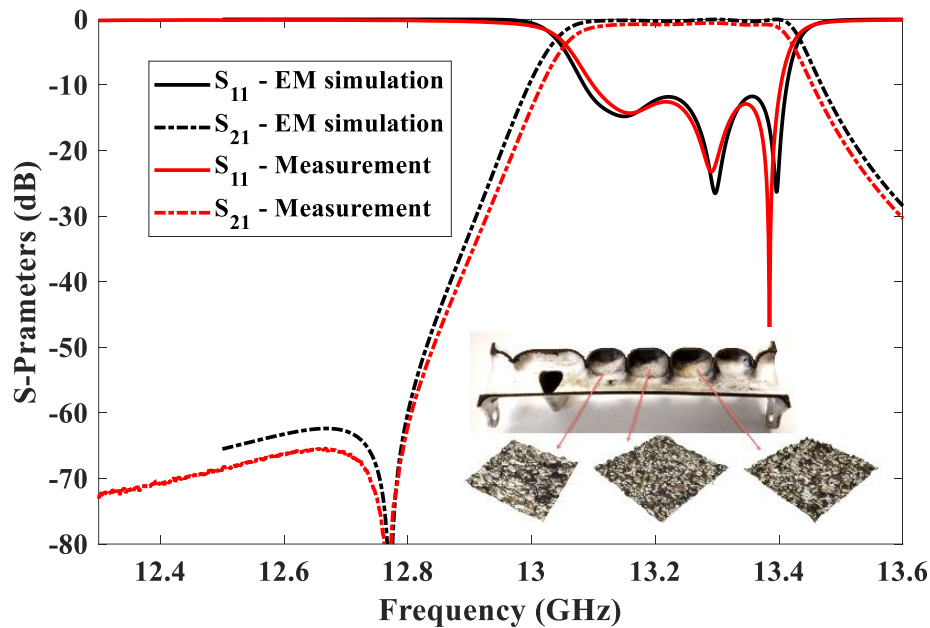 0
-10
-20
-30
-40
-50
-60
-70
-80
S-Prameters (dB)
S11 - EM simulation
S21 - EM simulation
S11 - Measurement
S21 - Measurement
12.4 12.6 12.8 13 13.2 13.4 13.6
Frequency (GHz)